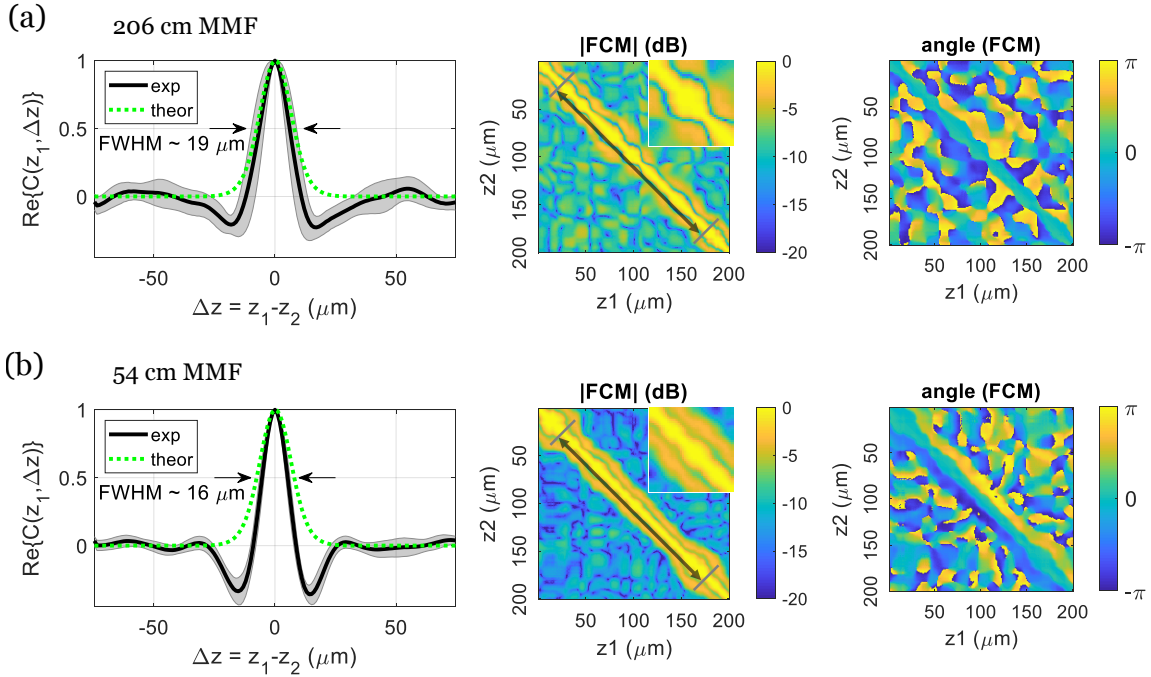 (a)
206 cm MMF
Re{C(z₁,Δz)}
1
0.5
0
exp
theor
FWHM ~ 19 μm
-50
0
50
Δz = z₁-z₂ (μm)
|FCM| (dB)
z2 (μm)
50
100
150
200
50
100
150
200
z1 (μm)
0
-5
-10
-15
-20
angle (FCM)
z2 (μm)
50
100
150
200
50
100
150
200
z1 (μm)
π
0
-π
(b)
54 cm MMF
Re{C(z₁,Δz)}
1
0.5
0
exp
theor
FWHM ~ 16 μm
-50
0
50
Δz = z₁-z₂ (μm)
|FCM| (dB)
z2 (μm)
50
100
150
200
50
100
150
200
z1 (μm)
0
-5
-10
-15
-20
angle (FCM)
z2 (μm)
50
100
150
200
50
100
150
200
z1 (μm)
π
0
-π